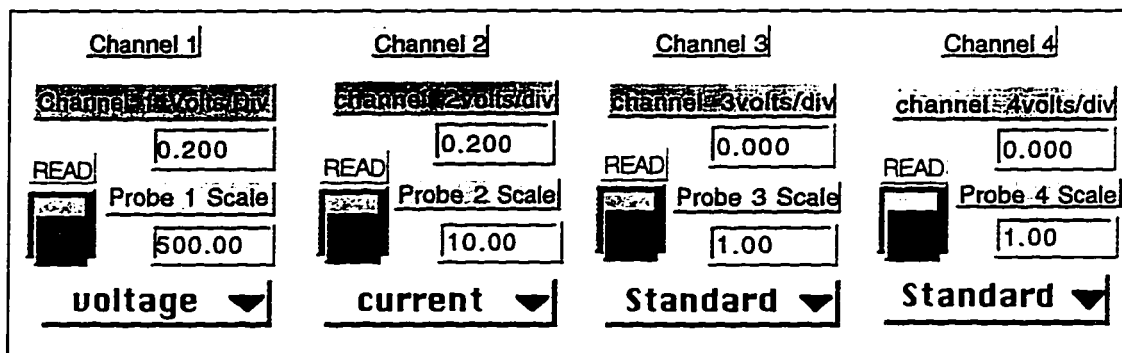 Channel 1
Channel 2
Channel 3
Channel 4
Volts/Div
channel 2volts/div
channel 3volts/div
channel 4volts/div
0.200
0.200
0.000
0.000
READ
READ
READ
READ
Probe 1 Scale
Probe 2 Scale
Probe 3 Scale
Probe 4 Scale
500.00
10.00
1.00
1.00
voltage
current
Standard
Standard